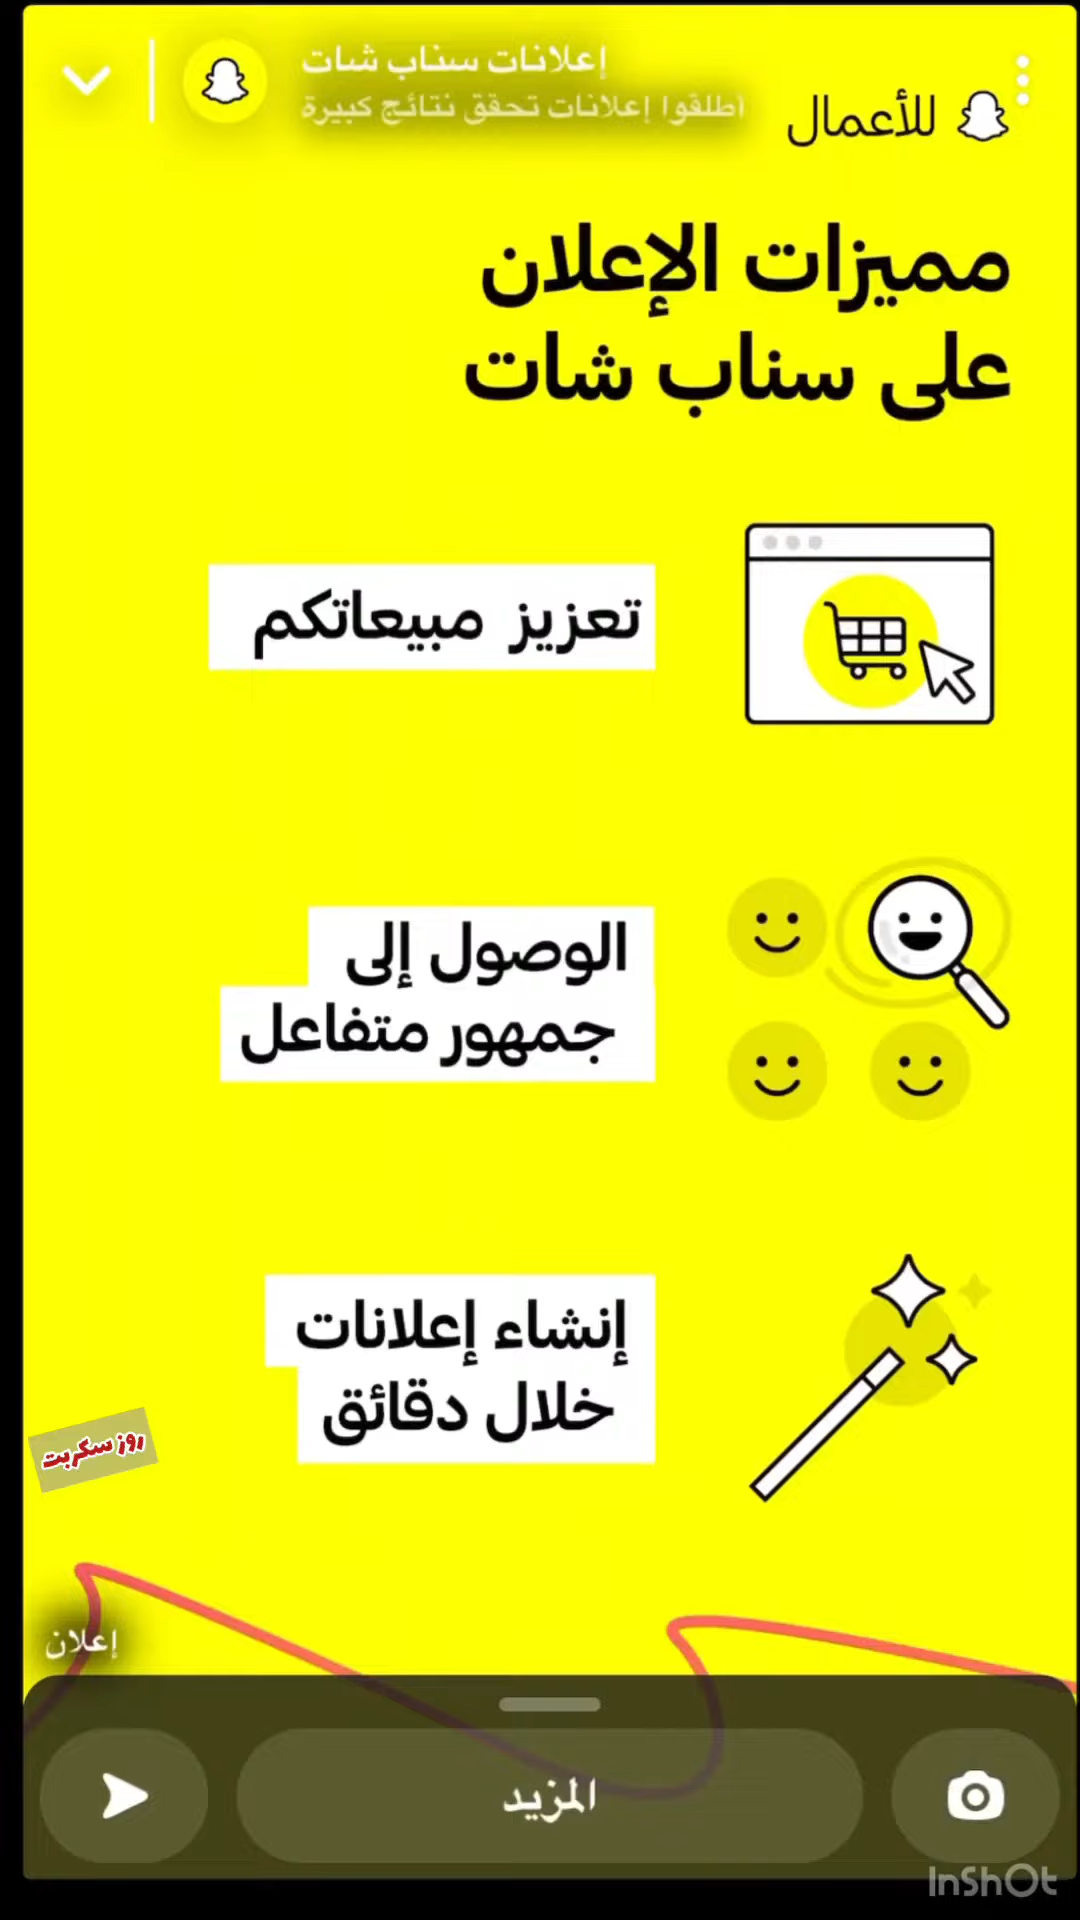 إعلانات سناب شات
أطلقوا إعلانات تحقق نتائج كبيرة
للأعمال
مميزات الإعلان
على سناب شات
تعزيز مبيعاتكم
الوصول إلى
جمهور متفاعل
إنشاء إعلانات
خلال دقائق
روز سكربت
إعلان
المزيد
InShOt